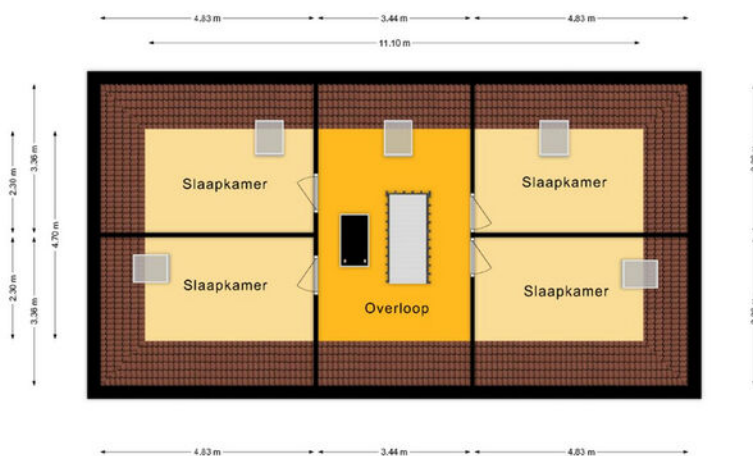 4.83 m 3.44 m 4.83 m
11.10 m
3.36 m
2.30 m
4.70 m
Slaapkamer
Slaapkamer
Slaapkamer
Slaapkamer
Overloop
2.30 m
3.36 m
4.83 m 3.44 m 4.83 m